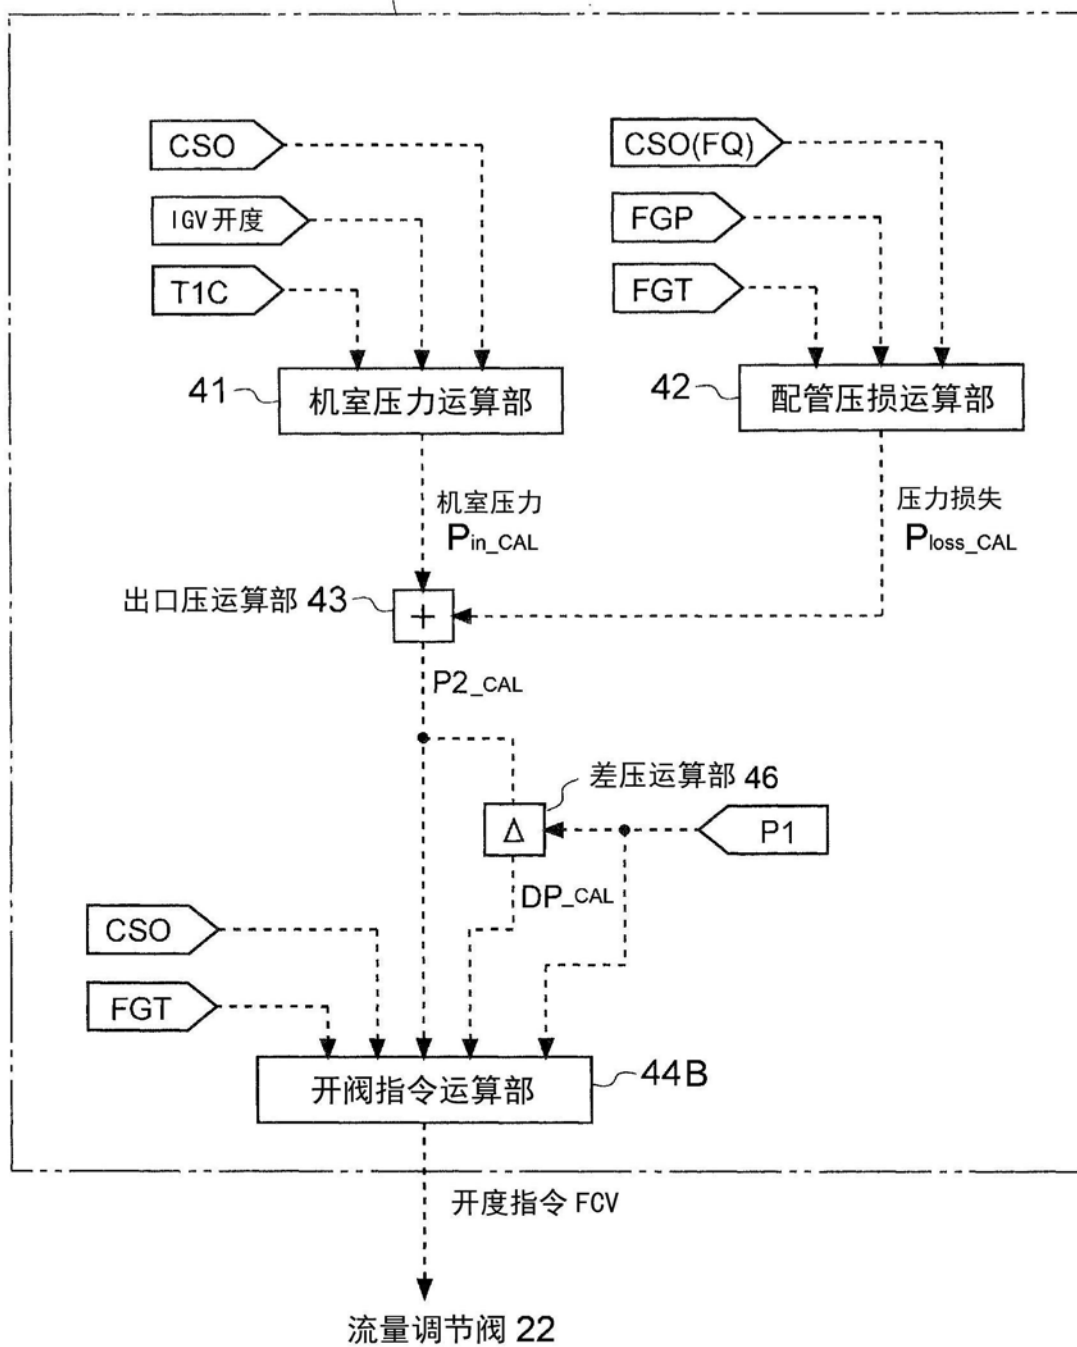 CSO
CSO(FQ)
IGV开度
FGP
T1C
FGT
41
机室压力运算部
42
配管压损运算部
机室压力
Pin_CAL
压力损失
Ploss_CAL
出口压运算部 43
+
P2_CAL
差压运算部 46
Δ
P1
DP_CAL
CSO
FGT
开阀指令运算部
44B
开度指令 FCV
流量调节阀 22